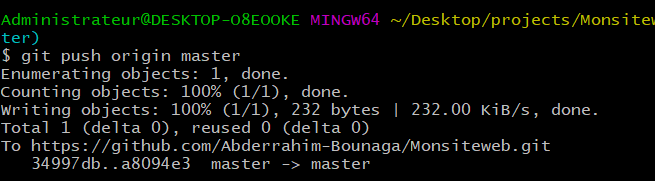 Administrateur@DESKTOP-O8EOOKE MINGW64 ~/Desktop/projects/Monsitew
ter)
$ git push origin master
Enumerating objects: 1, done.
Counting objects: 100% (1/1), done.
Writing objects: 100% (1/1), 232 bytes | 232.00 KiB/s, done.
Total 1 (delta 0), reused 0 (delta 0)
To https://github.com/Abderrahim-Bounaga/Monsiteweb.git
   34997db..a8094e3  master -> master